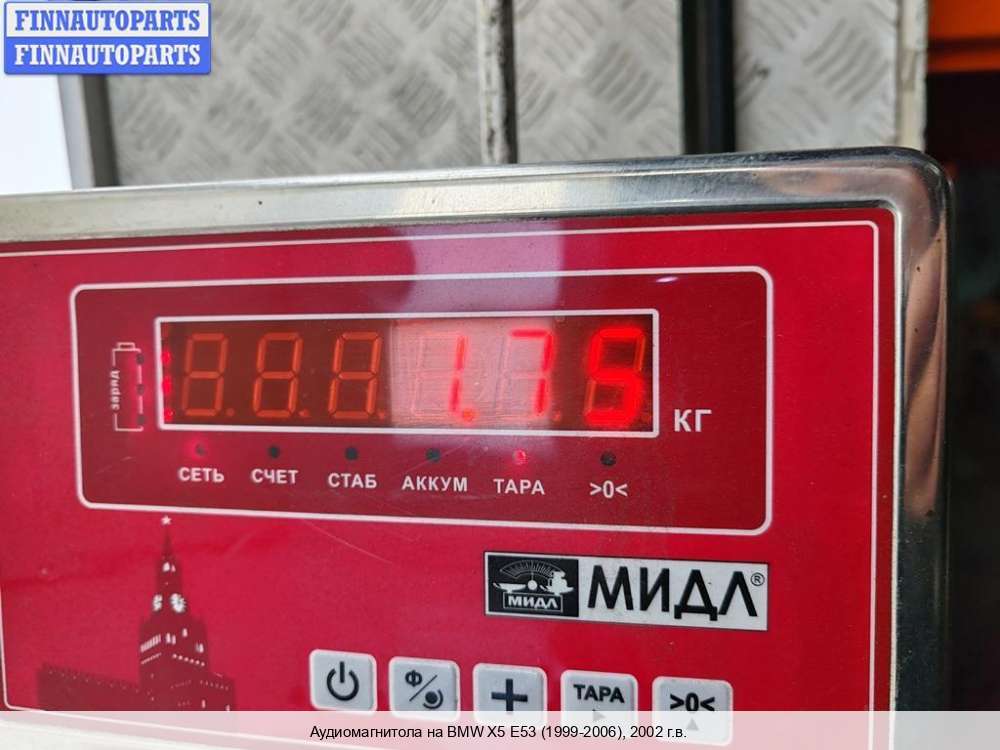 FINNAUTOPARTS
FINNAUTOPARTS
заряд
1.75
КГ
СЕТЬ СЧЕТ СТАБ АККУМ ТАРА >0<
МИДЛ МИДЛ®
Ф ТАРА >0<
Аудиомагнитола на BMW X5 E53 (1999-2006), 2002 г.в.